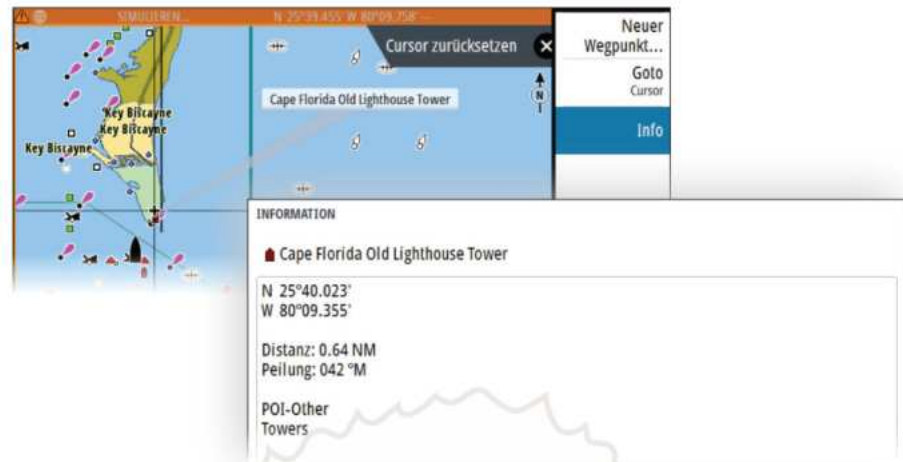 SIMULIEREN...
N 25°39.455' W 80°09.758' --
Cursor zurücksetzen
N
Cape Florida Old Lighthouse Tower
Key Biscayne
Key Biscayne
Key Biscayne
Neuer
Wegpunkt...
Goto
Cursor
Info
INFORMATION
Cape Florida Old Lighthouse Tower
N 25°40.023'
W 80°09.355'
Distanz: 0.64 NM
Peilung: 042 °M
POI-Other
Towers